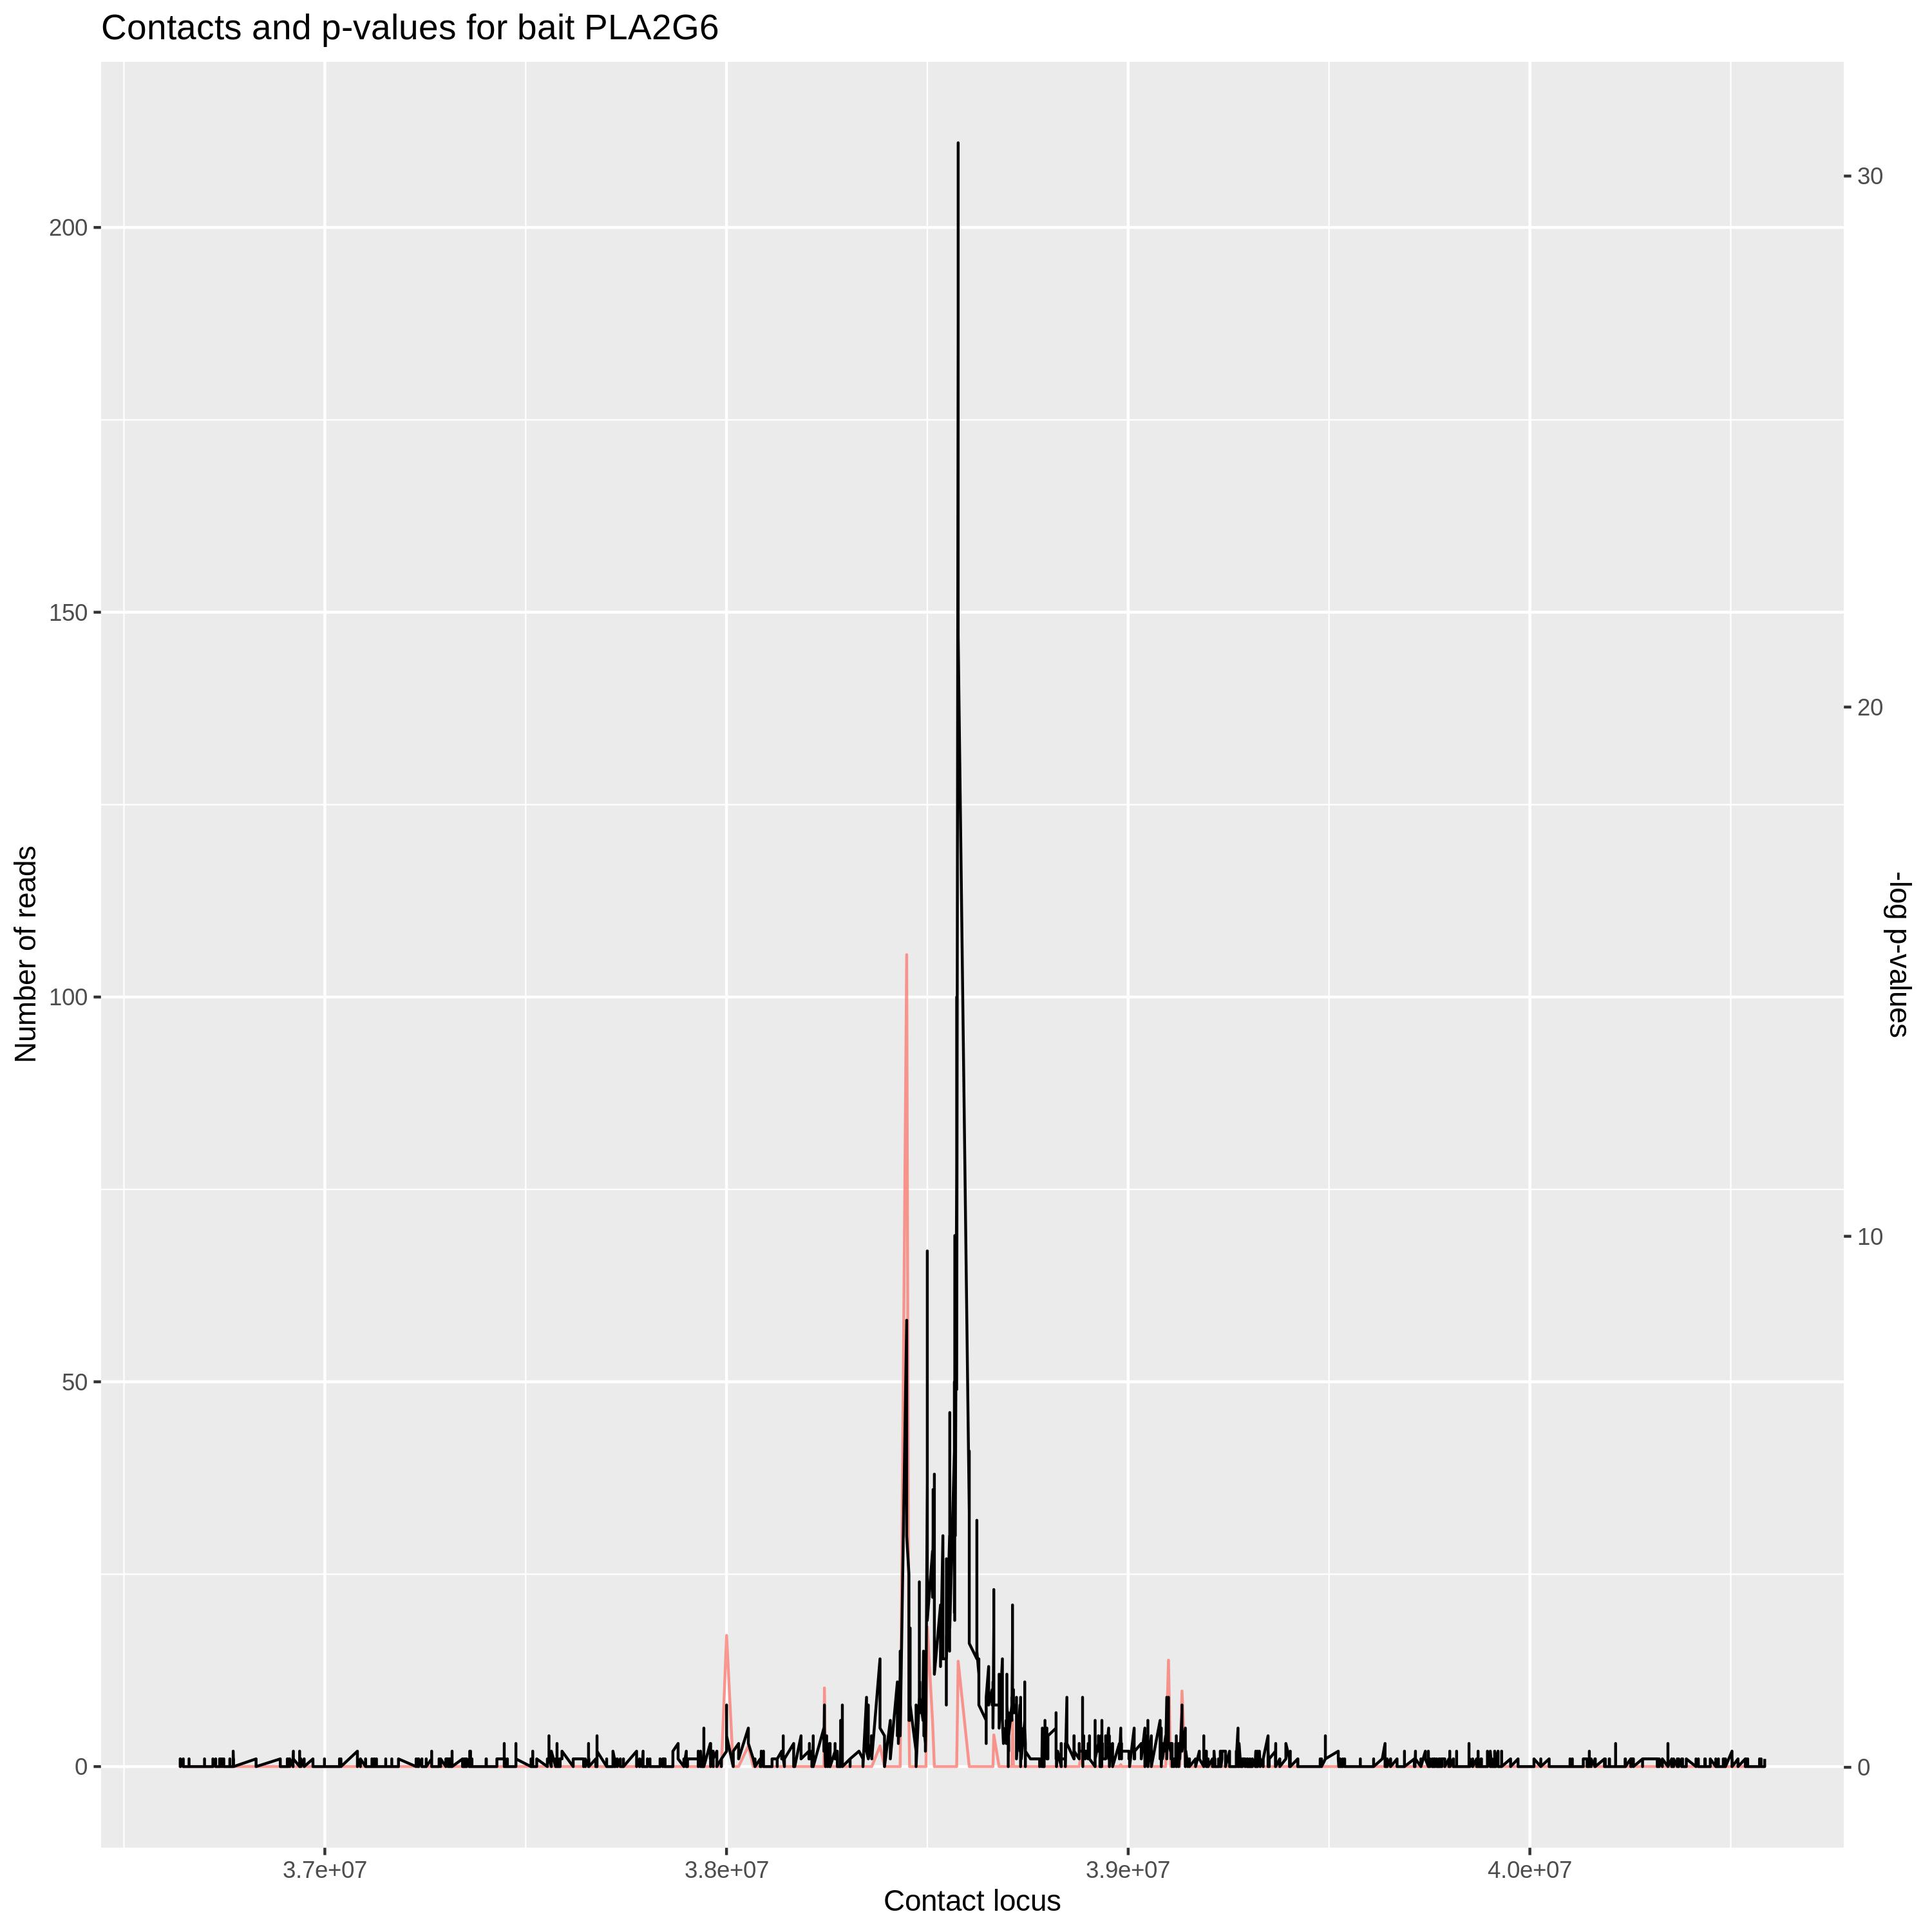 Contacts and p-values for bait PLA2G6
200
150
100
50
0
Number of reads
30
20
10
0
-log p-values
3.7e+07
3.8e+07
3.9e+07
4.0e+07
Contact locus